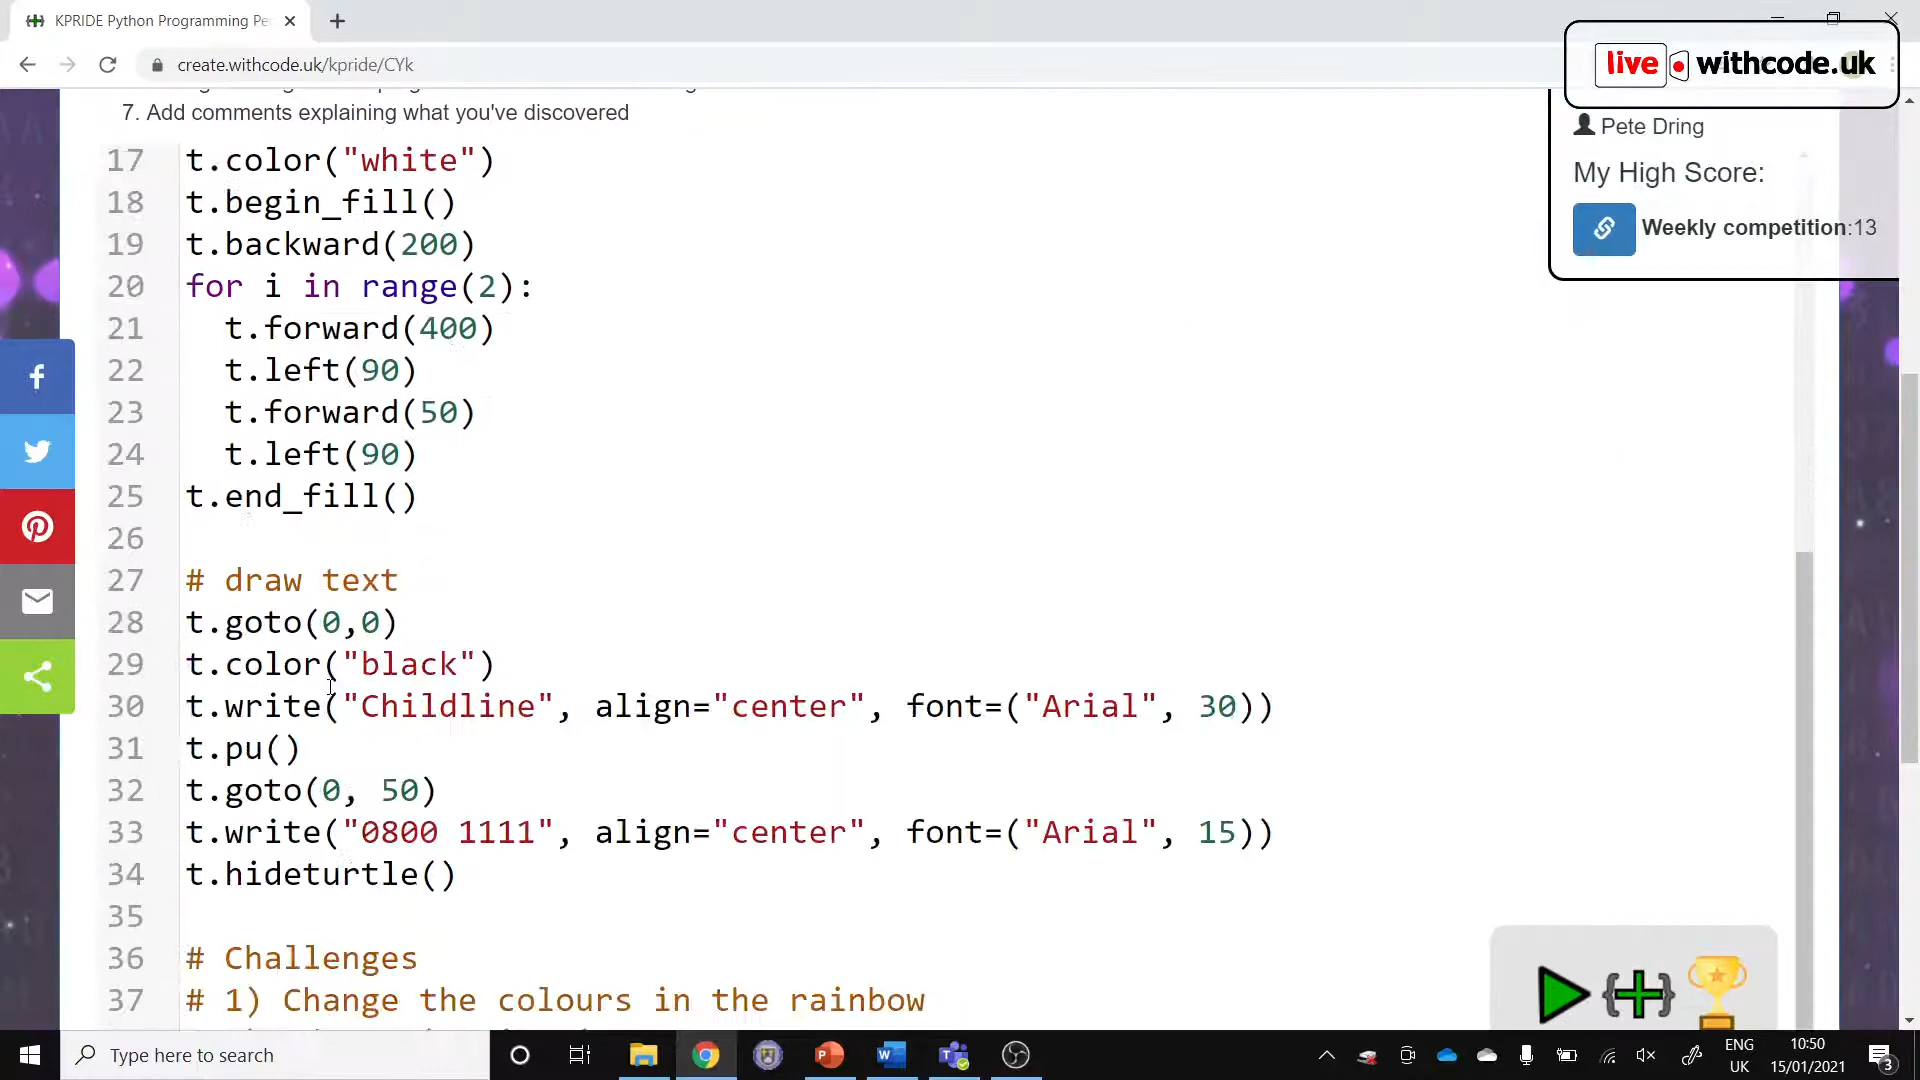 KPRIDE Python Programming Pe
create.withcode.uk/kpride/CYk
live withcode.uk
7. Add comments explaining what you've discovered
Pete Dring
My High Score:
Weekly competition:13
17 t.color("white")
18 t.begin_fill()
19 t.backward(200)
20 for i in range(2):
21 t.forward(400)
22 t.left(90)
23 t.forward(50)
24 t.left(90)
25 t.end_fill()
26
27 # draw text
28 t.goto(0,0)
29 t.color("black")
30 t.write("Childline", align="center", font=("Arial", 30))
31 t.pu()
32 t.goto(0, 50)
33 t.write("0800 1111", align="center", font=("Arial", 15))
34 t.hideturtle()
35
36 # Challenges
37 # 1) Change the colours in the rainbow
Type here to search
ENG
UK
10:50
15/01/2021
3